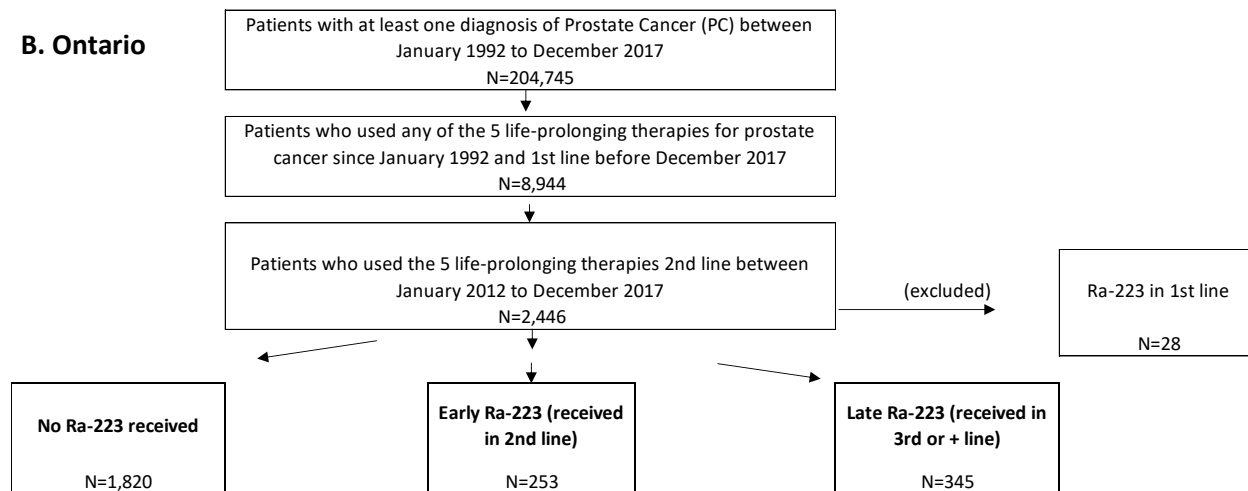 B. Ontario
Patients with at least one diagnosis of Prostate Cancer (PC) between
January 1992 to December 2017
N=204,745
Patients who used any of the 5 life-prolonging therapies for prostate
cancer since January 1992 and 1st line before December 2017
N=8,944
Patients who used the 5 life-prolonging therapies 2nd line between
January 2012 to December 2017
N=2,446
(excluded)
Ra-223 in 1st line
N=28
No Ra-223 received
N=1,820
Early Ra-223 (received
in 2nd line)
N=253
Late Ra-223 (received in
3rd or + line)
N=345